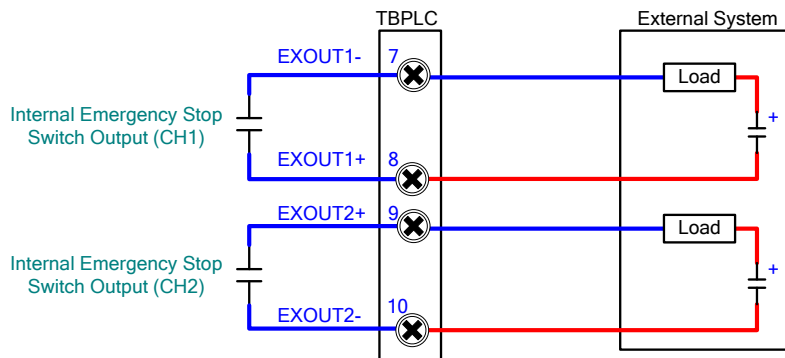 TBPLC
External System
EXOUT1-
7
Load
+
Internal Emergency Stop
Switch Output (CH1)
EXOUT1+
8
EXOUT2+
9
Load
+
Internal Emergency Stop
Switch Output (CH2)
EXOUT2-
10